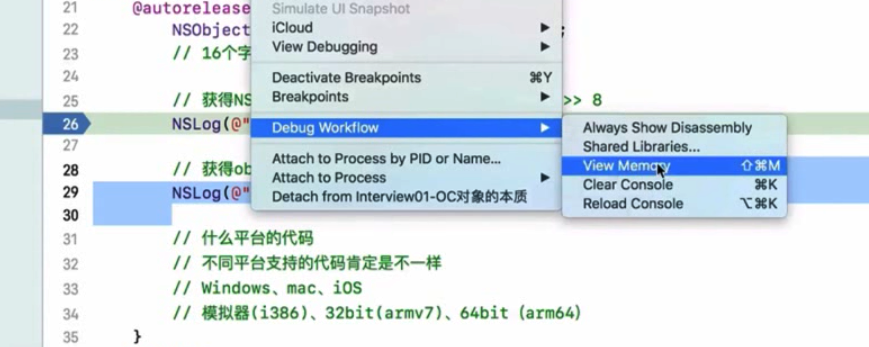 21 @autorelease
22 NSObject ;
23 // 16个字
24
25 // 获得NS >> 8
26 NSLog(@"
27
28 // 获得ob
29 NSLog(@"
30
31 // 什么平台的代码
32 // 不同平台支持的代码肯定是不一样
33 // Windows、mac、iOS
34 // 模拟器(i386)、32bit(armv7)、64bit（arm64）
35 }
Simulate UI Snapshot
iCloud ▶
View Debugging ▶
Deactivate Breakpoints ⌘Y
Breakpoints ▶
Debug Workflow ▶
Attach to Process by PID or Name...
Attach to Process ▶
Detach from Interview01-OC对象的本质
Always Show Disassembly
Shared Libraries...
View Memory ⇧⌘M
Clear Console ⌘K
Reload Console ⌥⌘K